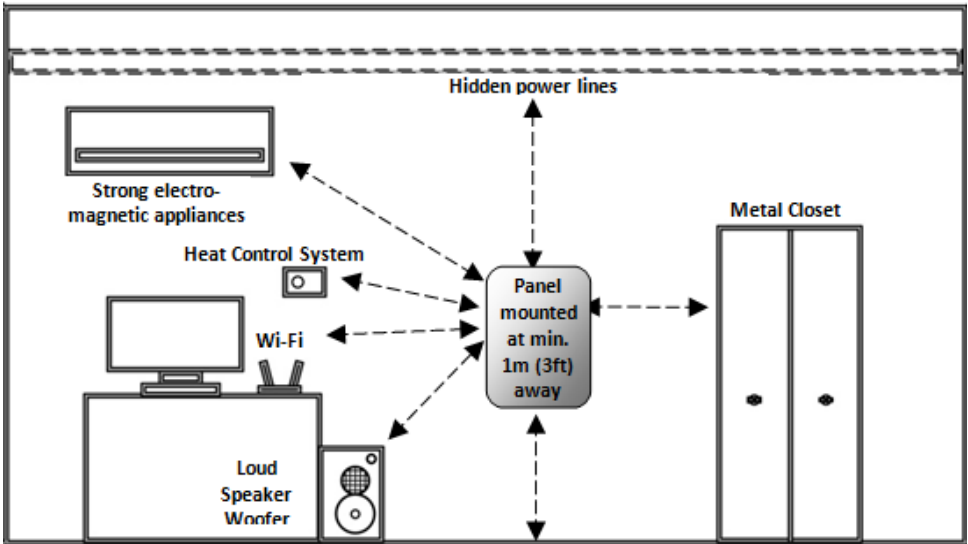 Hidden power lines
Strong electro-
magnetic appliances
Metal Closet
Heat Control System
Panel
mounted
at min.
1m (3ft)
away
Wi-Fi
Loud
Speaker
Woofer